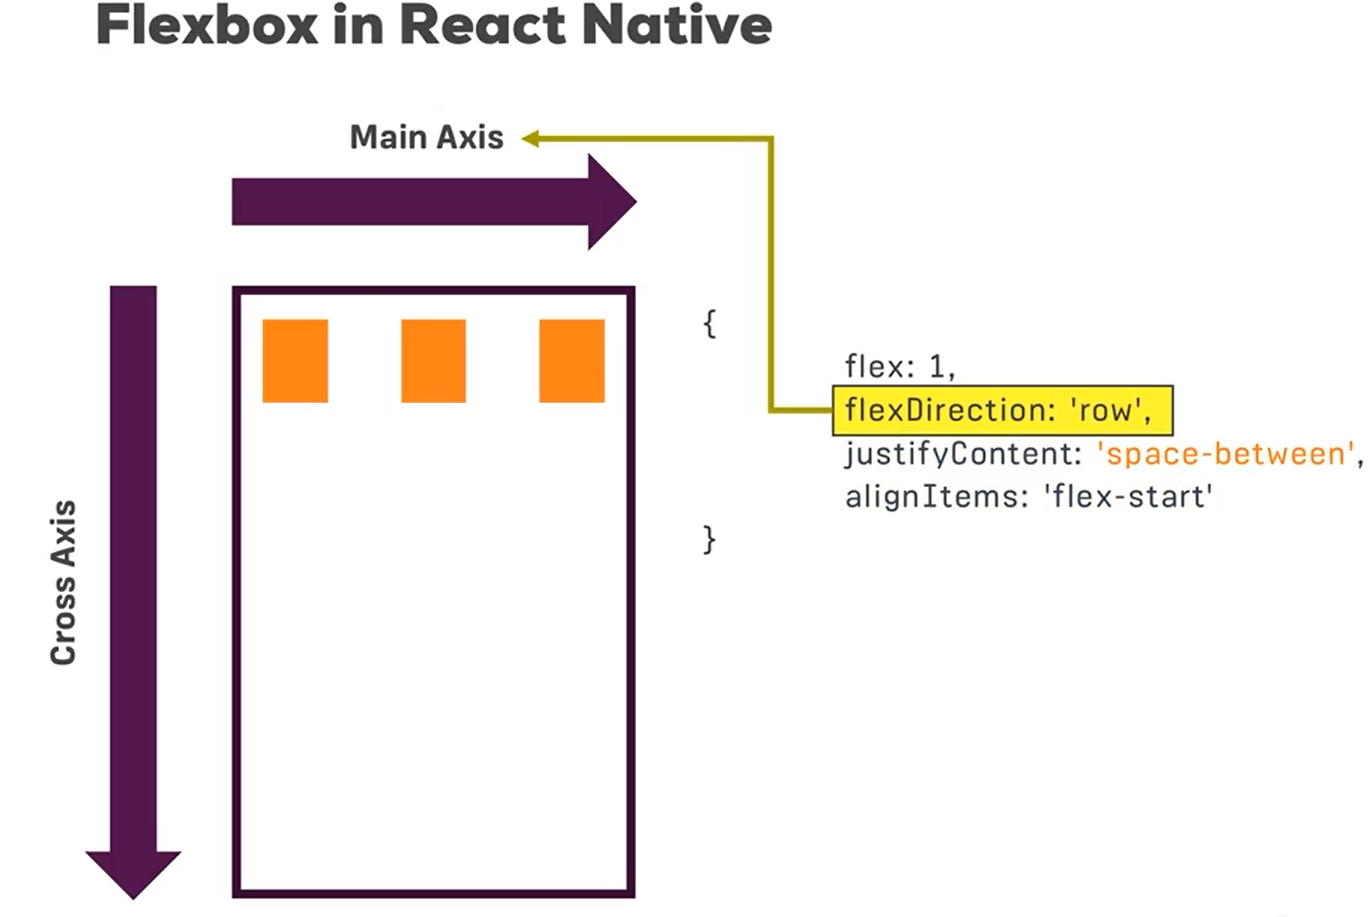 Flexbox in React Native
Main Axis
Cross Axis
{
flex: 1,
flexDirection: 'row',
justifyContent: 'space-between',
alignItems: 'flex-start'
}